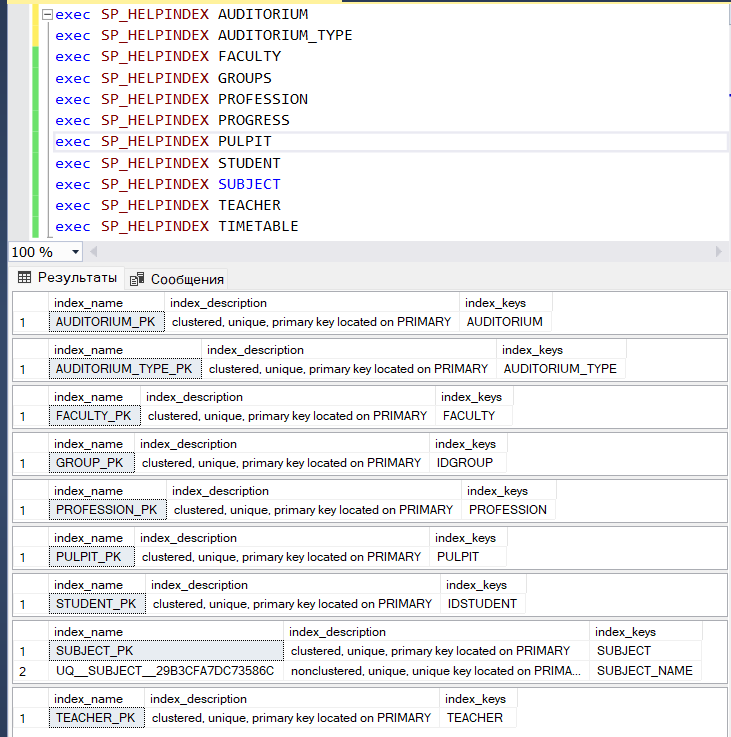 exec SP_HELPINDEX AUDITORIUM
exec SP_HELPINDEX AUDITORIUM_TYPE
exec SP_HELPINDEX FACULTY
exec SP_HELPINDEX GROUPS
exec SP_HELPINDEX PROFESSION
exec SP_HELPINDEX PROGRESS
exec SP_HELPINDEX PULPIT
exec SP_HELPINDEX STUDENT
exec SP_HELPINDEX SUBJECT
exec SP_HELPINDEX TEACHER
exec SP_HELPINDEX TIMETABLE
100 %
Результаты Сообщения
index_name index_description index_keys
1 AUDITORIUM_PK clustered, unique, primary key located on PRIMARY AUDITORIUM
index_name index_description index_keys
1 AUDITORIUM_TYPE_PK clustered, unique, primary key located on PRIMARY AUDITORIUM_TYPE
index_name index_description index_keys
1 FACULTY_PK clustered, unique, primary key located on PRIMARY FACULTY
index_name index_description index_keys
1 GROUP_PK clustered, unique, primary key located on PRIMARY IDGROUP
index_name index_description index_keys
1 PROFESSION_PK clustered, unique, primary key located on PRIMARY PROFESSION
index_name index_description index_keys
1 PULPIT_PK clustered, unique, primary key located on PRIMARY PULPIT
index_name index_description index_keys
1 STUDENT_PK clustered, unique, primary key located on PRIMARY IDSTUDENT
index_name index_description index_keys
1 SUBJECT_PK clustered, unique, primary key located on PRIMARY SUBJECT
2 UQ__SUBJECT__29B3CFA7DC73586C nonclustered, unique, unique key located on PRIMA... SUBJECT_NAME
index_name index_description index_keys
1 TEACHER_PK clustered, unique, primary key located on PRIMARY TEACHER